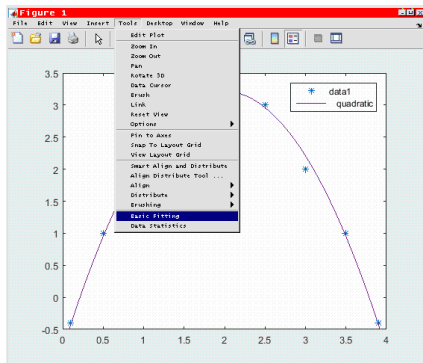 Figure 1
File Edit View Insert Tools Desktop Window Help
Edit Plot
Zoom In
Zoom Out
Pan
Rotate 3D
Data Cursor
Brush
Link
Reset View
Options
Pin to Axes
Snap To Layout Grid
View Layout Grid
Smart Align and Distribute
Align Distribute Tool ...
Align
Distribute
Brushing
Basic Fitting
Data Statistics
data1
quadratic
3.5
3
2.5
2
1.5
1
0.5
0
-0.5
0 0.5 1 1.5 2 2.5 3 3.5 4